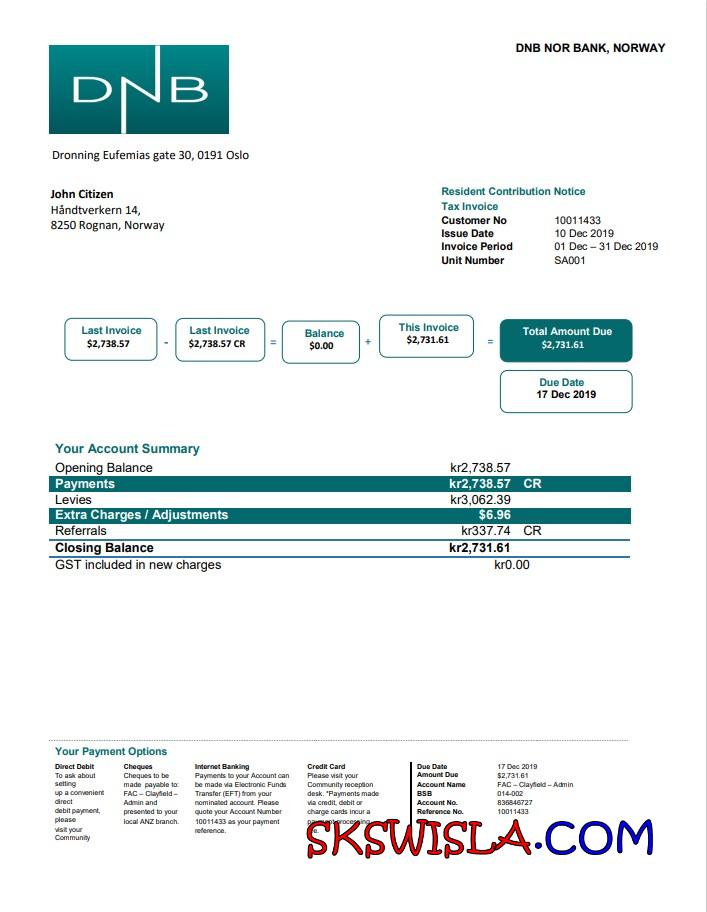 DNB NOR BANK, NORWAY
DNB
Dronning Eufemias gate 30, 0191 Oslo
John Citizen
Håndtverkern 14,
8250 Rognan, Norway
Resident Contribution Notice
Tax Invoice
Customer No 10011433
Issue Date 10 Dec 2019
Invoice Period 01 Dec – 31 Dec 2019
Unit Number SA001
Last Invoice
$2,738.57
-
Last Invoice
$2,738.57 CR
=
Balance
$0.00
+
This Invoice
$2,731.61
=
Total Amount Due
$2,731.61
Due Date
17 Dec 2019
Your Account Summary
Opening Balance kr2,738.57
Payments kr2,738.57 CR
Levies kr3,062.39
Extra Charges / Adjustments $6.96
Referrals kr337.74 CR
Closing Balance kr2,731.61
GST included in new charges kr0.00
Your Payment Options
Direct Debit
To ask about
setting
up a convenient
direct
debit payment,
please
visit your
Community
Cheques
Cheques to be
made payable to:
FAC – Clayfield –
Admin and
presented to your
local ANZ branch.
Internet Banking
Payments to your Account can
be made via Electronic Funds
Transfer (EFT) from your
nominated account. Please
quote your Account Number
10011433 as your payment
reference.
Credit Card
Please visit your
Community reception
desk. *Payments made
via credit, debit or
charge cards incur a
Due Date 17 Dec 2019
Amount Due $2,731.61
Account Name FAC – Clayfield – Admin
BSB 014-002
Account No. 836846727
Reference No. 10011433
SKSWISLA.COM